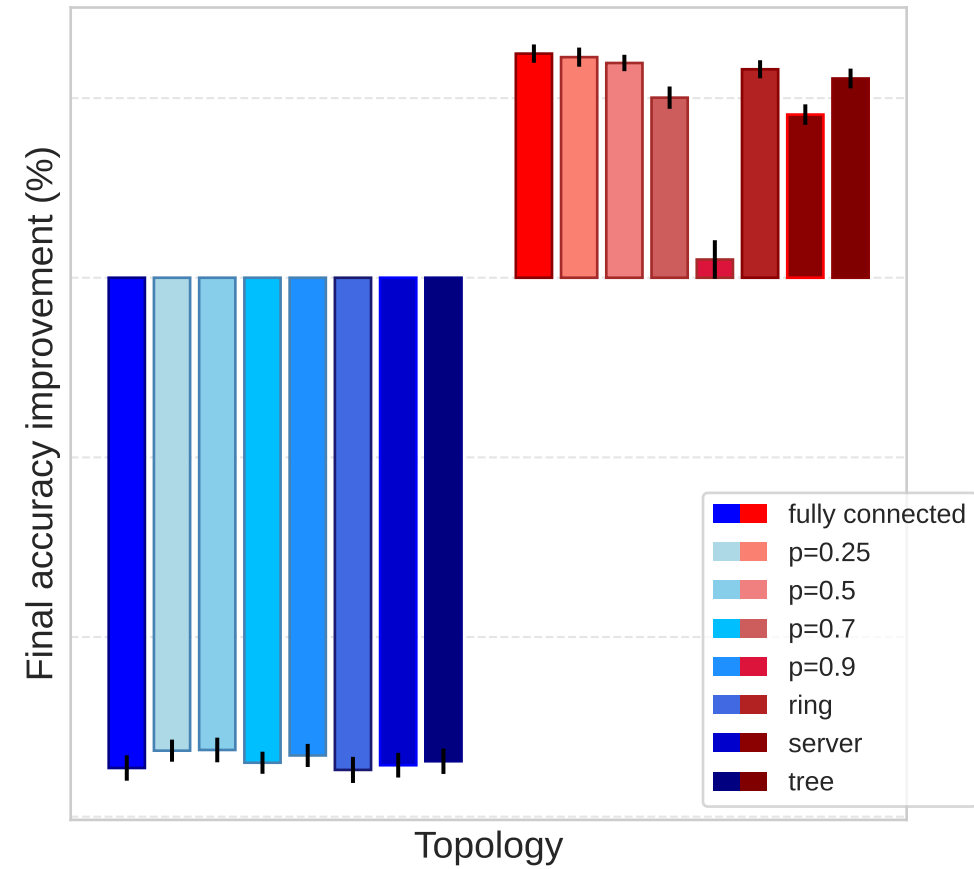 Final accuracy improvement (%)
fully connected
p=0.25
p=0.5
p=0.7
p=0.9
ring
server
tree
Topology